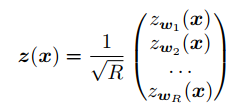 z(x) = 1/√R ( z_{w_1}(x)
z_{w_2}(x)
...
z_{w_R}(x) )